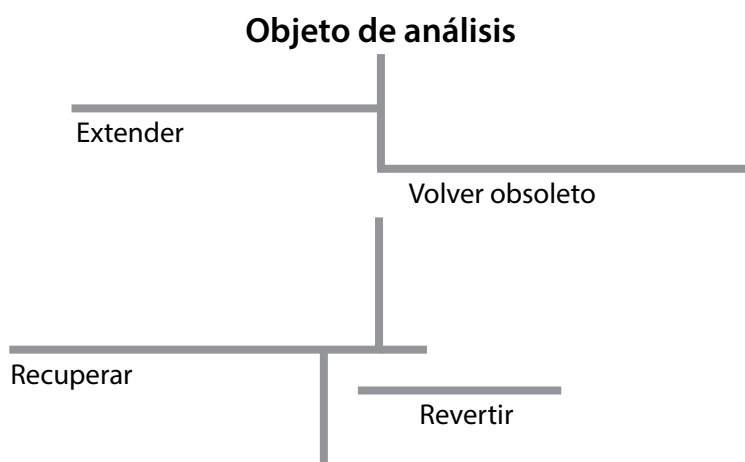 Objeto de análisis
Extender
Volver obsoleto
Recuperar
Revertir